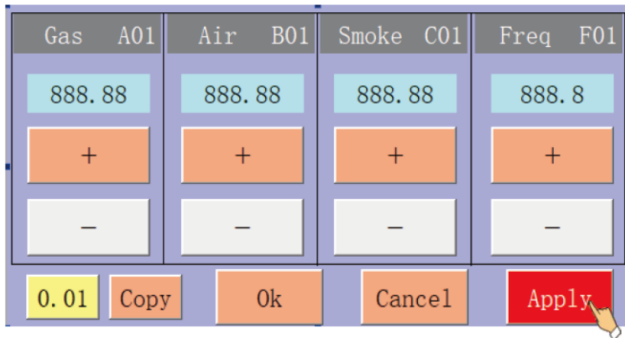 Gas A01 Air B01 Smoke C01 Freq F01
888.88 888.88 888.88 888.8
+ + + +
- - - -
0.01 Copy Ok Cancel Apply